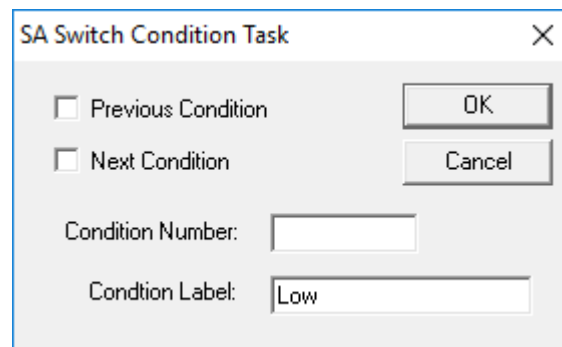 SA Switch Condition Task
Previous Condition
OK
Next Condition
Cancel
Condition Number:
Condtion Label:
Low